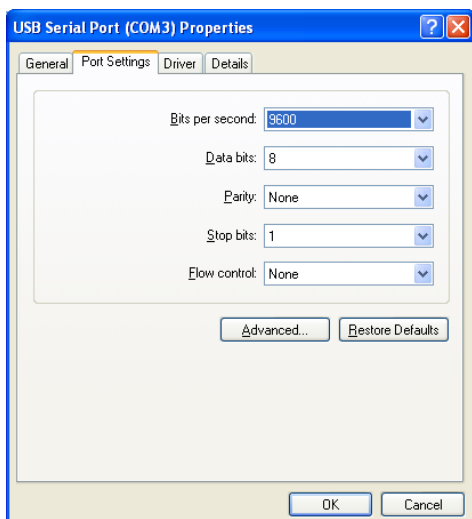 USB Serial Port (COM3) Properties
General Port Settings Driver Details
Bits per second: 9600
Data bits: 8
Parity: None
Stop bits: 1
Flow control: None
Advanced... Restore Defaults
OK Cancel